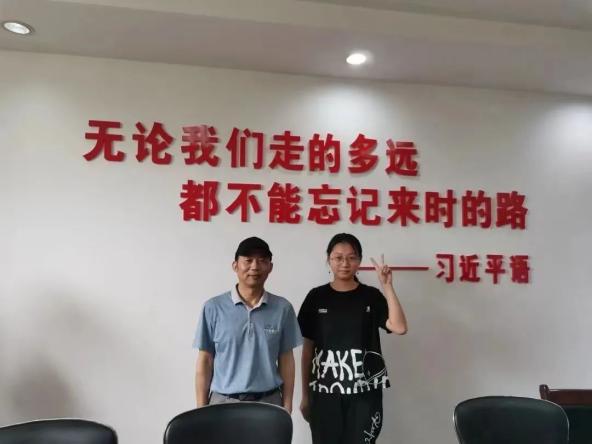 无论我们走的多远
都不能忘记来时的路
——习近平语